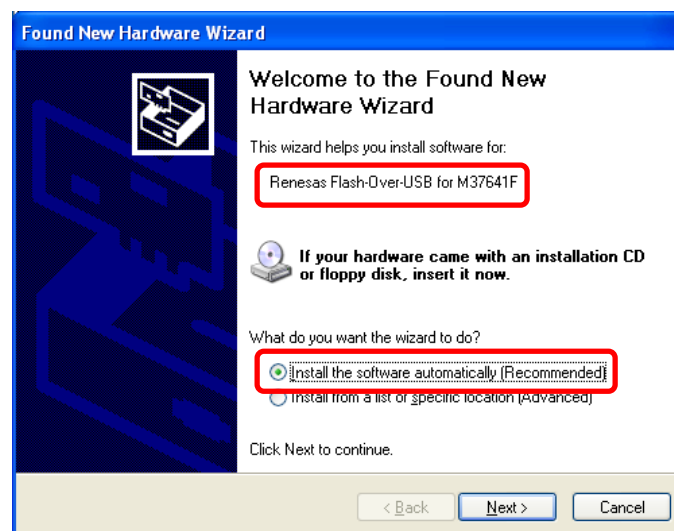 Found New Hardware Wizard
Welcome to the Found New
Hardware Wizard
This wizard helps you install software for:
Renesas Flash-Over-USB for M37641F
If your hardware came with an installation CD
or floppy disk, insert it now.
What do you want the wizard to do?
Install the software automatically (Recommended)
Install from a list or specific location (Advanced)
Click Next to continue.
< Back
Next >
Cancel